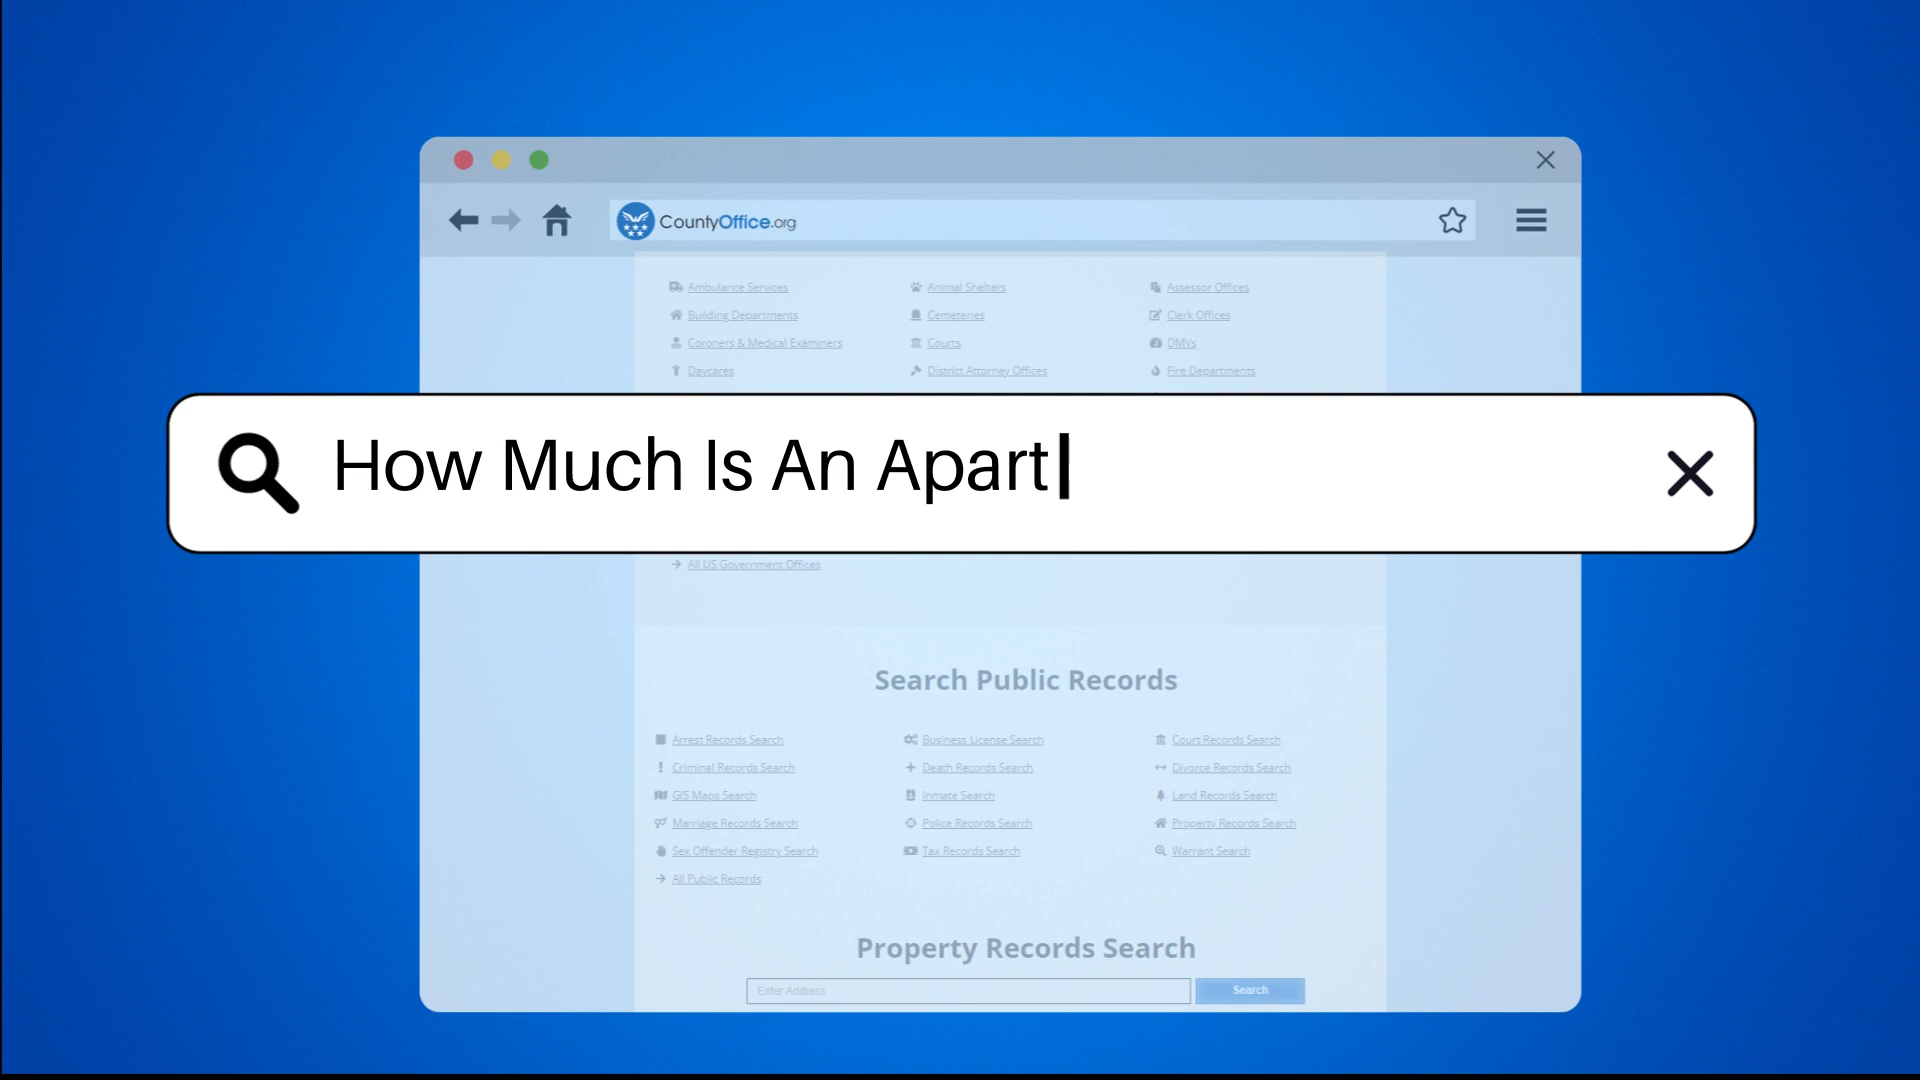 CountyOffice.org
Ambulance Services Animal Shelters Assessor Offices
Building Departments Cemeteries Clerk Offices
Coroners & Medical Examiners Courts DMVs
Daycares District Attorney Offices Fire Departments
How Much Is An Apart
All US Government Offices
Search Public Records
Arrest Records Search Business License Search Court Records Search
Criminal Records Search Death Records Search Divorce Records Search
GIS Maps Search Inmate Search Land Records Search
Marriage Records Search Police Records Search Property Records Search
Sex Offender Registry Search Tax Records Search Warrant Search
All Public Records
Property Records Search
Enter Address Search